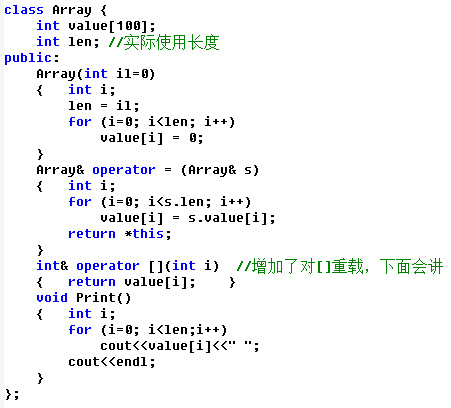 class Array {
    int value[100];
    int len; //实际使用长度
public:
    Array(int il=0)
    {   int i;
        len = il;
        for (i=0; i<len; i++)
            value[i] = 0;
    }
    Array& operator = (Array& s)
    {   int i;
        for (i=0; i<s.len; i++)
            value[i] = s.value[i];
        return *this;
    }
    int& operator [](int i)  //增加了对[]重载，下面会讲
    {   return value[i];    }
    void Print()
    {   int i;
        for (i=0; i<len;i++)
            cout<<value[i]<<" ";
        cout<<endl;
    }
};